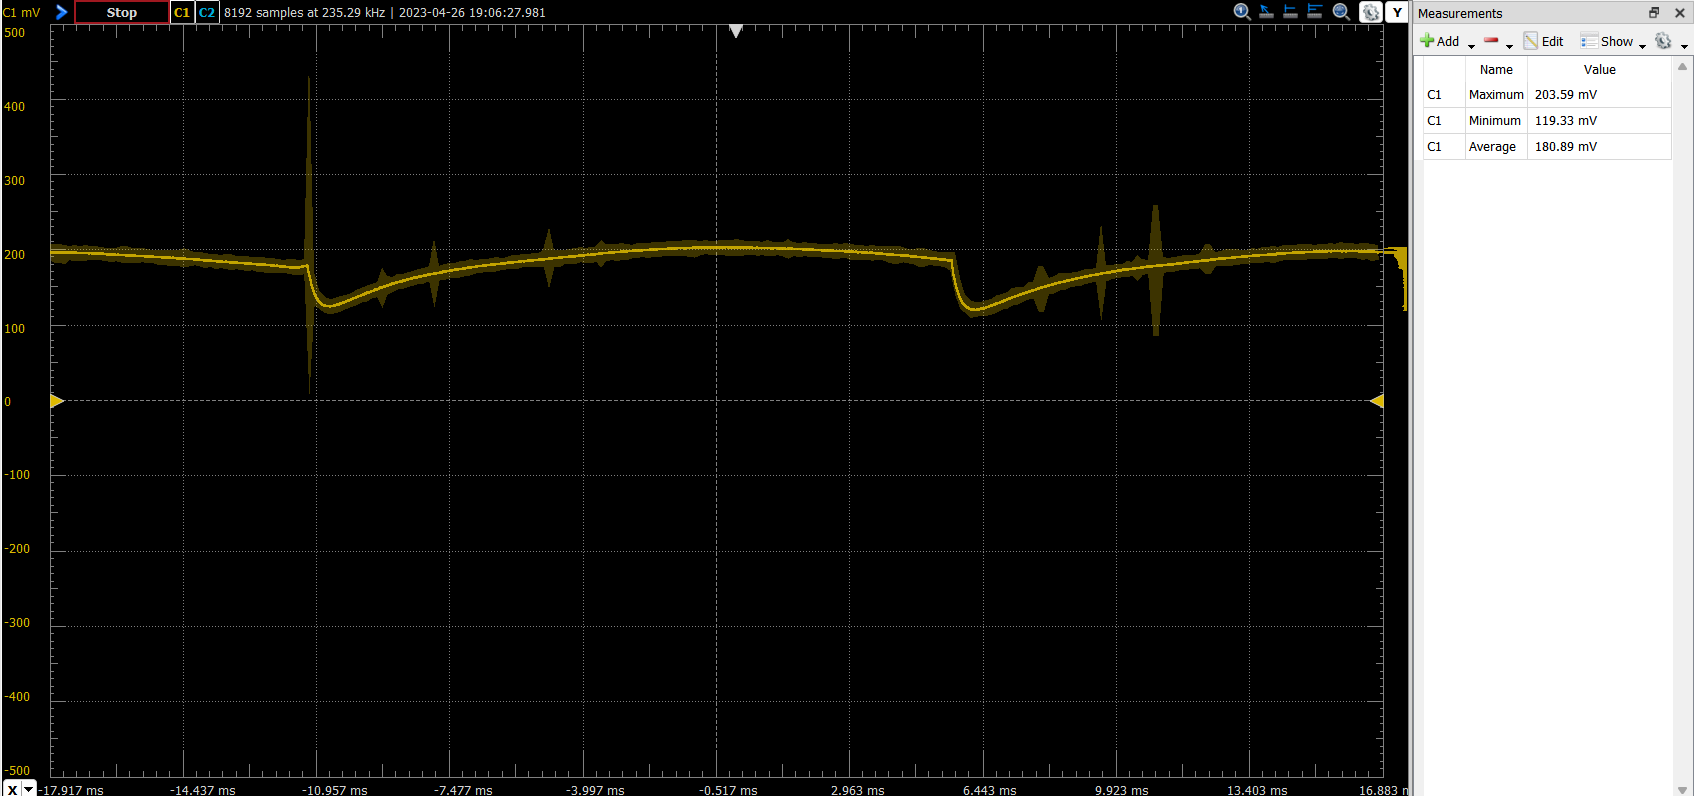 C1 mV Stop C1 C2 8192 samples at 235.29 kHz | 2023-04-26 19:06:27.981 Y
500
400
300
200
100
0
-100
-200
-300
-400
-500
X -17.917 ms -14.437 ms -10.957 ms -7.477 ms -3.997 ms -0.517 ms 2.963 ms 6.443 ms 9.923 ms 13.403 ms 16.883
Measurements
Add Edit Show
Name Value
C1 Maximum 203.59 mV
C1 Minimum 119.33 mV
C1 Average 180.89 mV